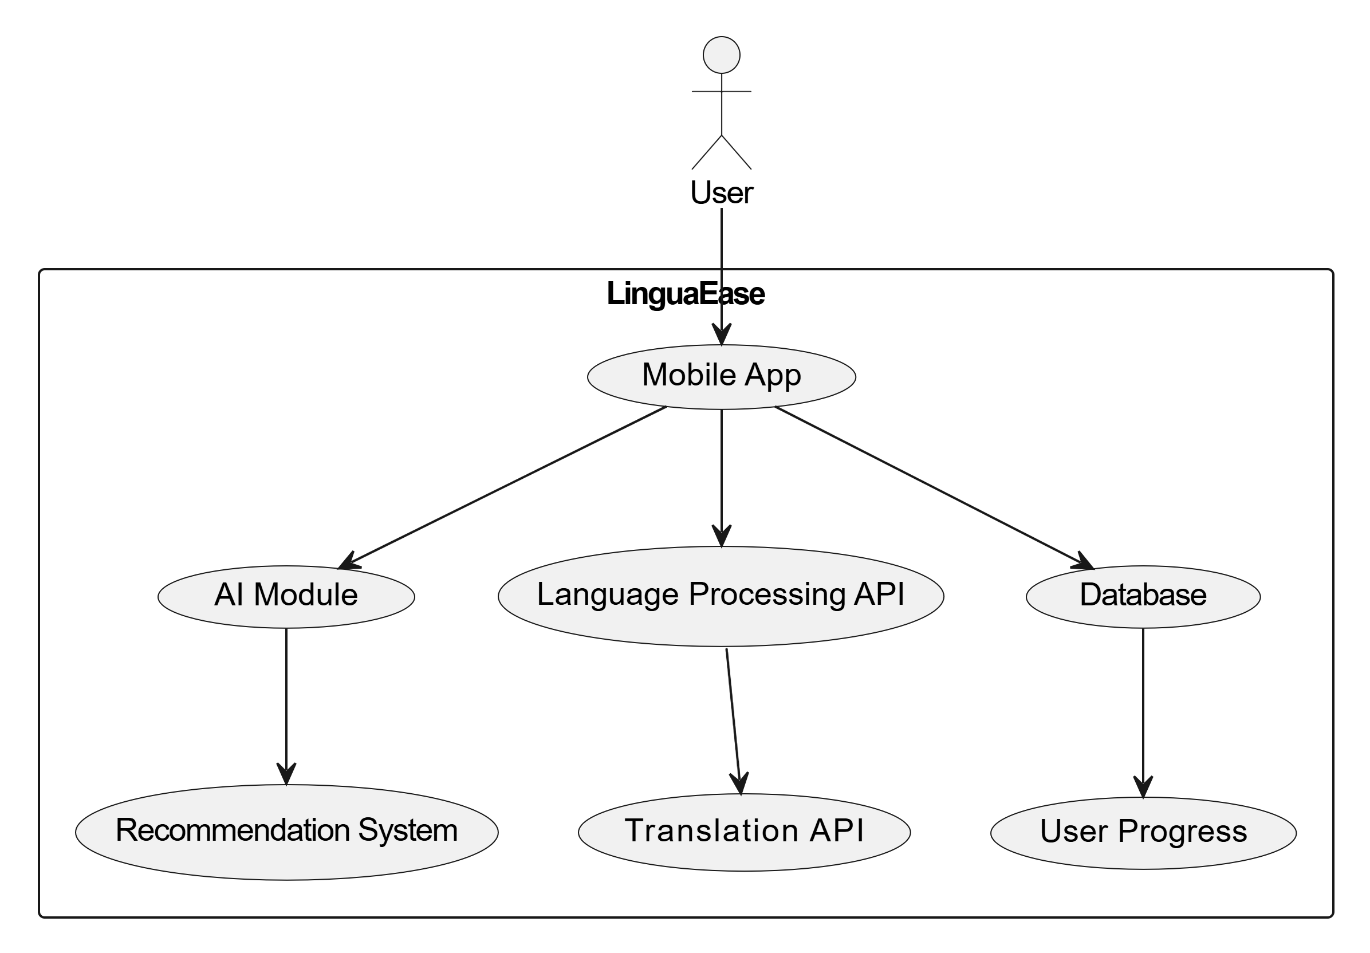 User
LinguaEase
Mobile App
AI Module
Language Processing API
Database
Recommendation System
Translation API
User Progress